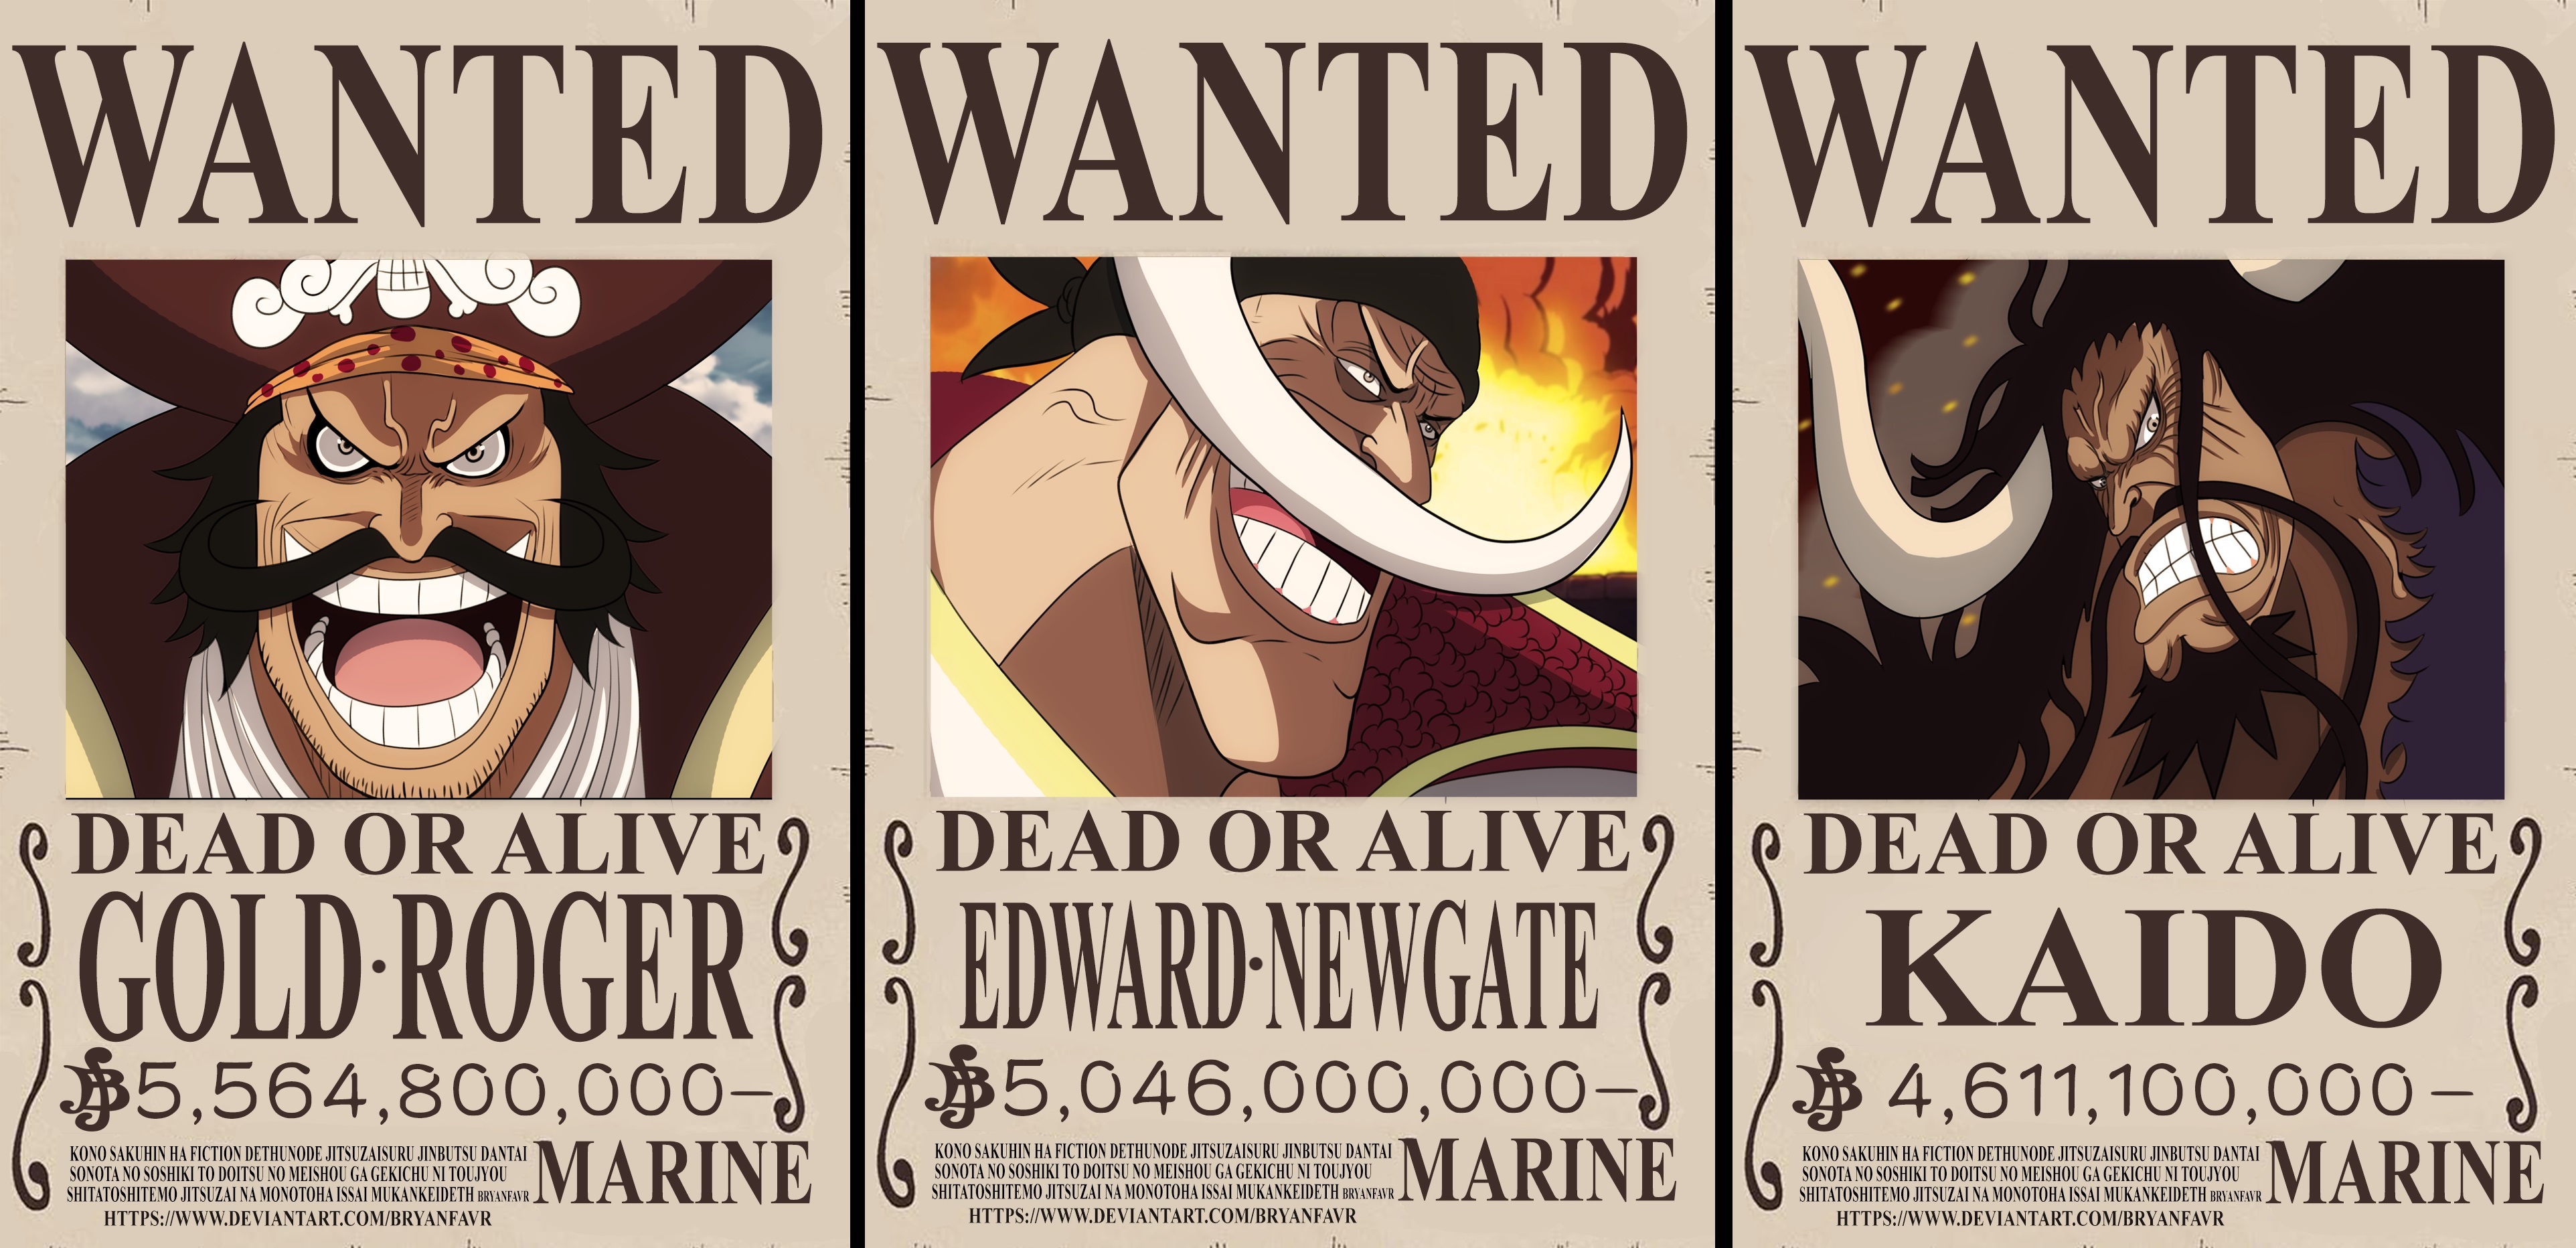 WANTED
DEAD OR ALIVE
GOLD·ROGER
฿5,564,800,000–
KONO SAKUHIN HA FICTION DETHUNODE JITSUZAISURU JINBUTSU DANTAI
SONOTA NO SOSHIKI TO DOITSU NO MEISHOU GA GEKICHU NI TOUJYOU
SHITATOSHITEMO JITSUZAI NA MONOTOHA ISSAI MUKANKEIDETH BRYANFAVR
MARINE
HTTPS://WWW.DEVIANTART.COM/BRYANFAVR
WANTED
DEAD OR ALIVE
EDWARD·NEWGATE
฿5,046,000,000–
KONO SAKUHIN HA FICTION DETHUNODE JITSUZAISURU JINBUTSU DANTAI
SONOTA NO SOSHIKI TO DOITSU NO MEISHOU GA GEKICHU NI TOUJYOU
SHITATOSHITEMO JITSUZAI NA MONOTOHA ISSAI MUKANKEIDETH BRYANFAVR
MARINE
HTTPS://WWW.DEVIANTART.COM/BRYANFAVR
WANTED
DEAD OR ALIVE
KAIDO
฿4,611,100,000–
KONO SAKUHIN HA FICTION DETHUNODE JITSUZAISURU JINBUTSU DANTAI
SONOTA NO SOSHIKI TO DOITSU NO MEISHOU GA GEKICHU NI TOUJYOU
SHITATOSHITEMO JITSUZAI NA MONOTOHA ISSAI MUKANKEIDETH BRYANFAVR
MARINE
HTTPS://WWW.DEVIANTART.COM/BRYANFAVR